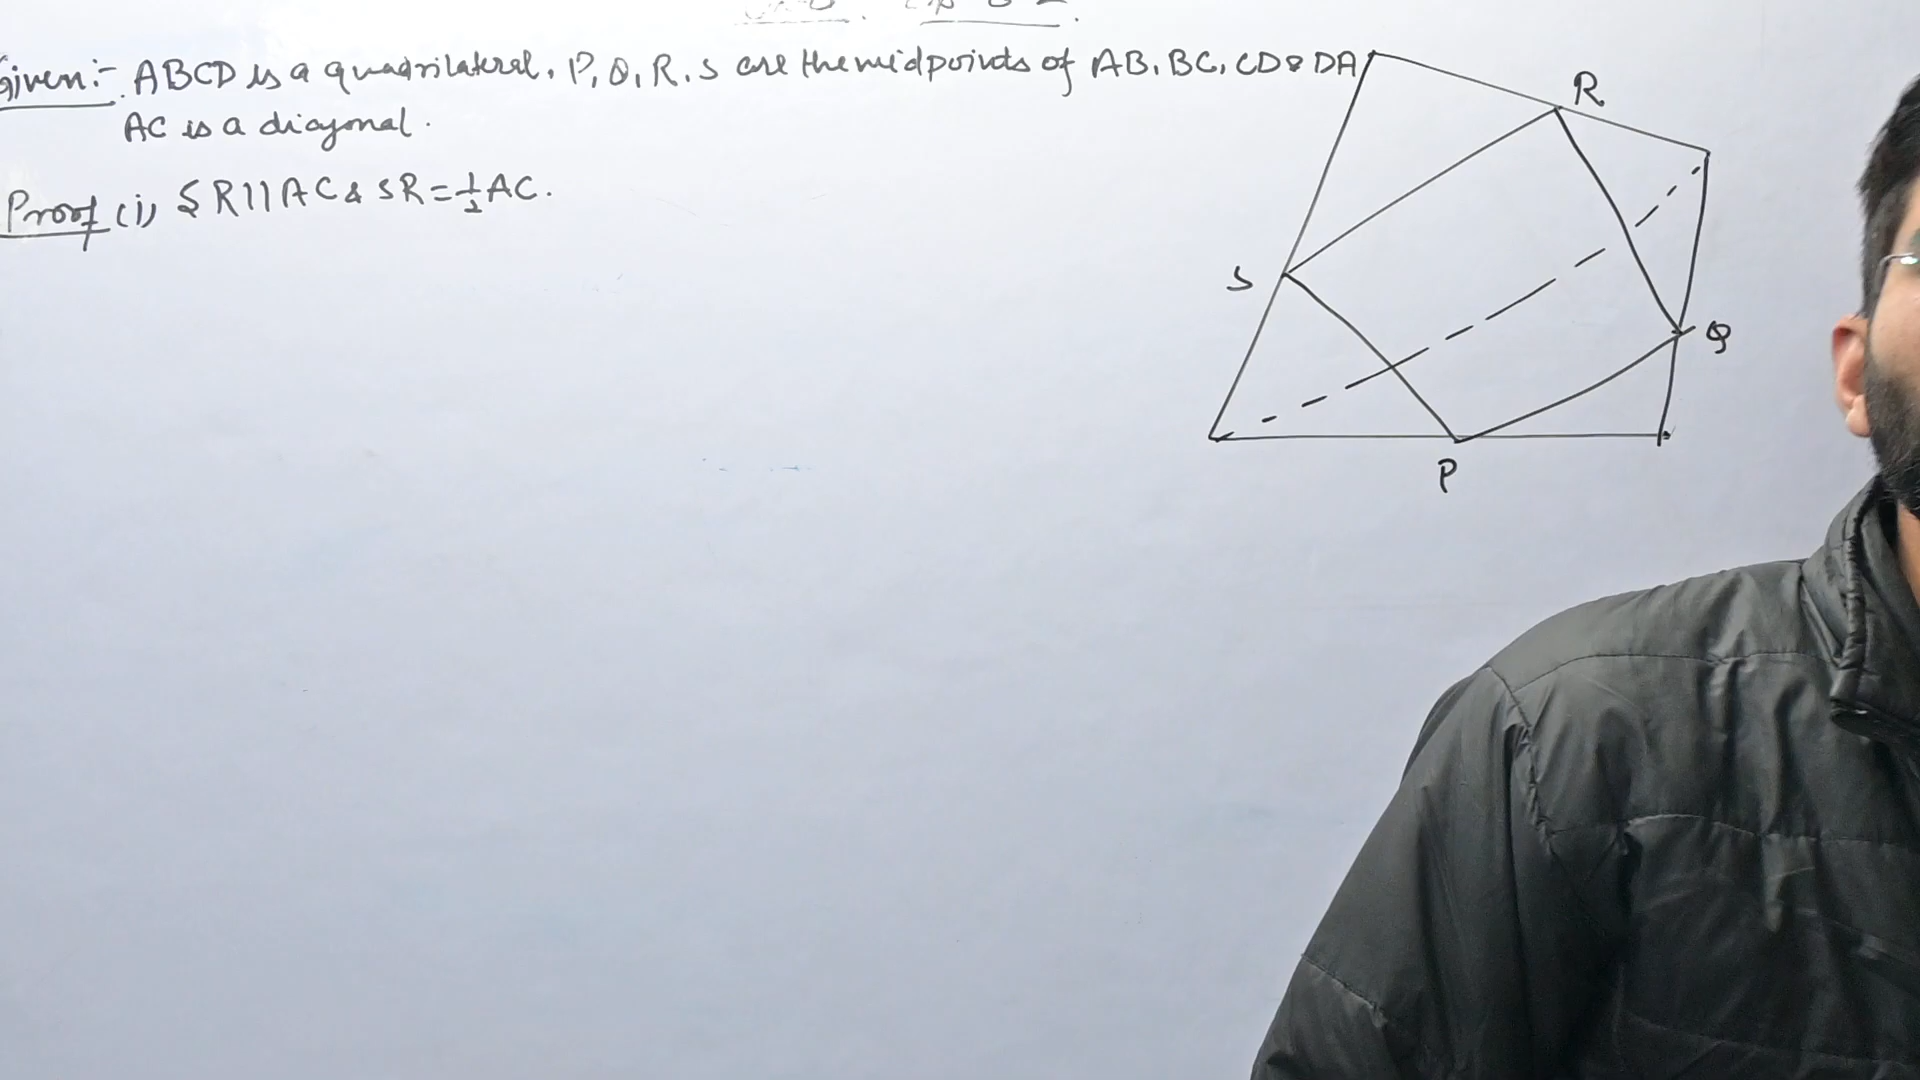 Given:- ABCD is a quadrilateral. P, Q, R, S are the midpoints of AB, BC, CD & DA
AC is a diagonal.
Proof (i) SR || AC & SR = 1/2 AC.
R
S
Q
P